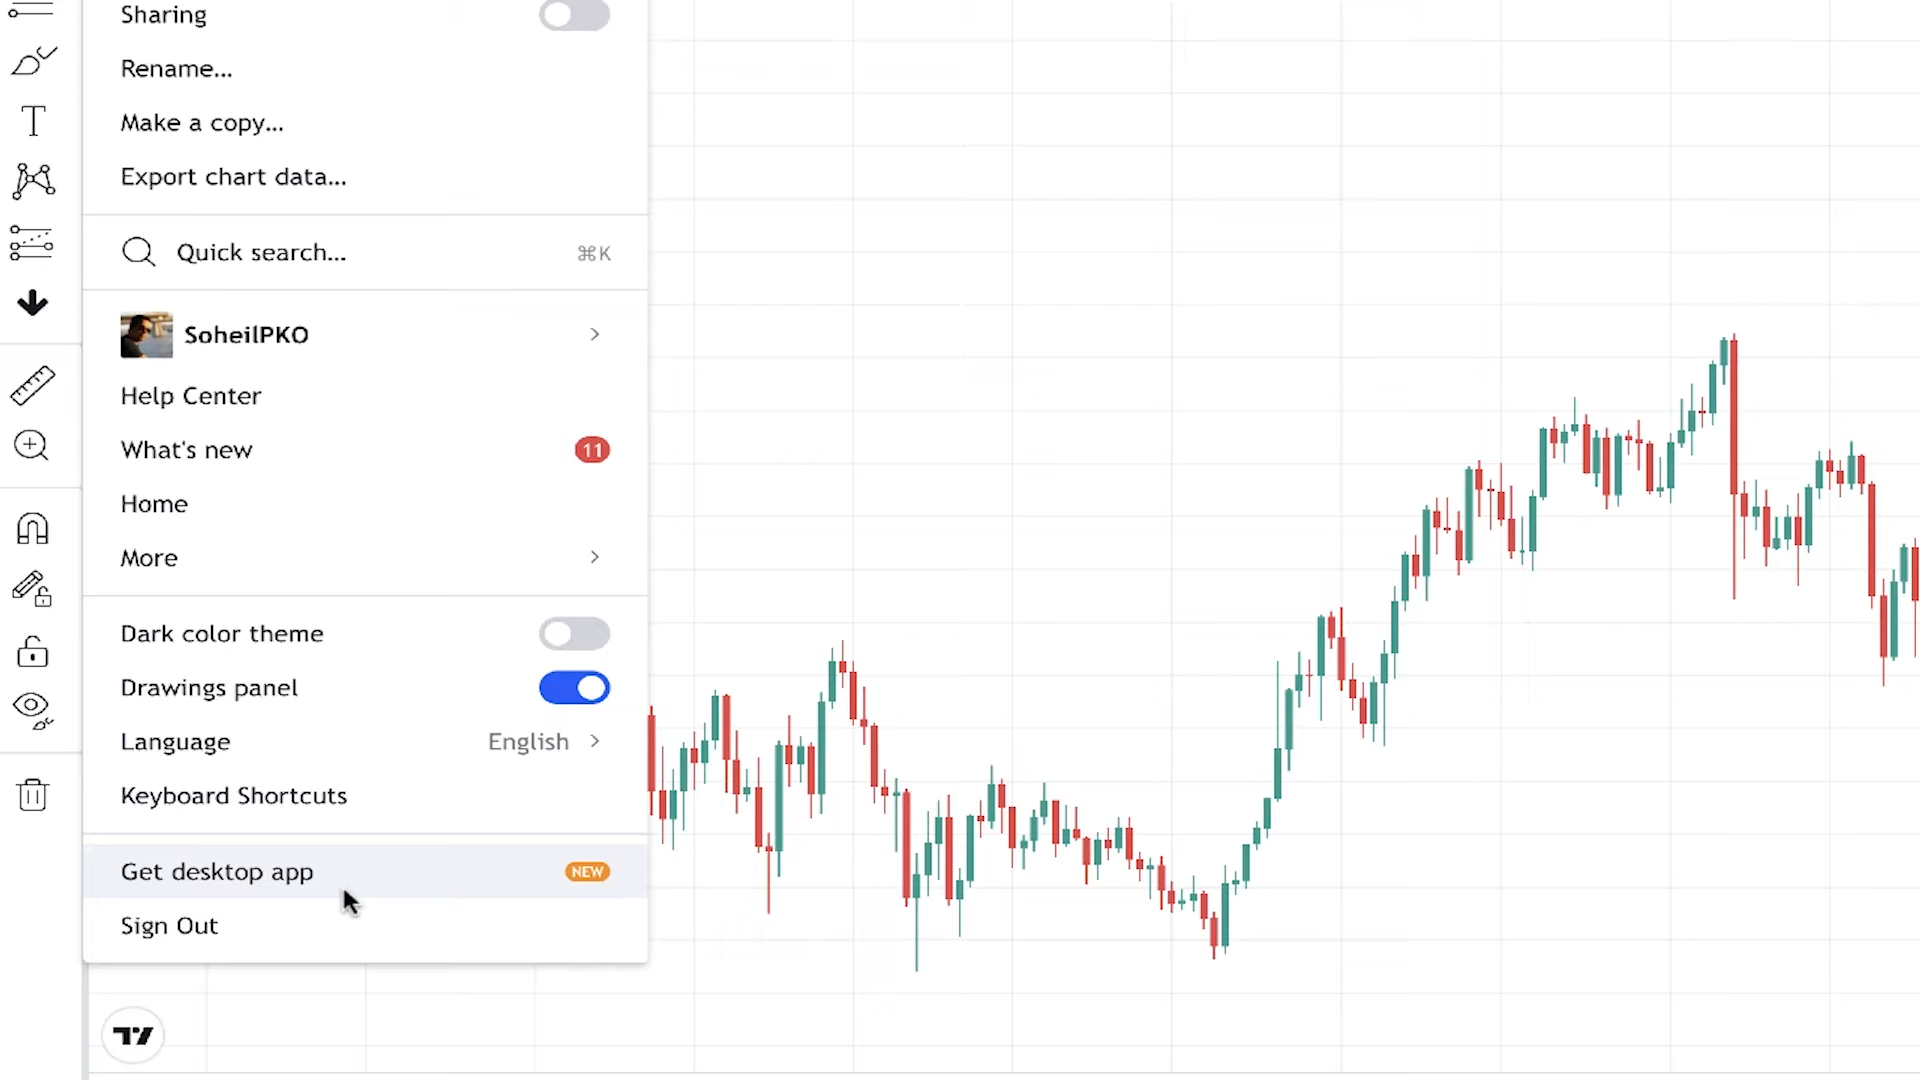 Sharing
Rename...
Make a copy...
Export chart data...
Quick search... ⌘K
SoheilPKO
Help Center
What's new 11
Home
More
Dark color theme
Drawings panel
Language English
Keyboard Shortcuts
Get desktop app NEW
Sign Out